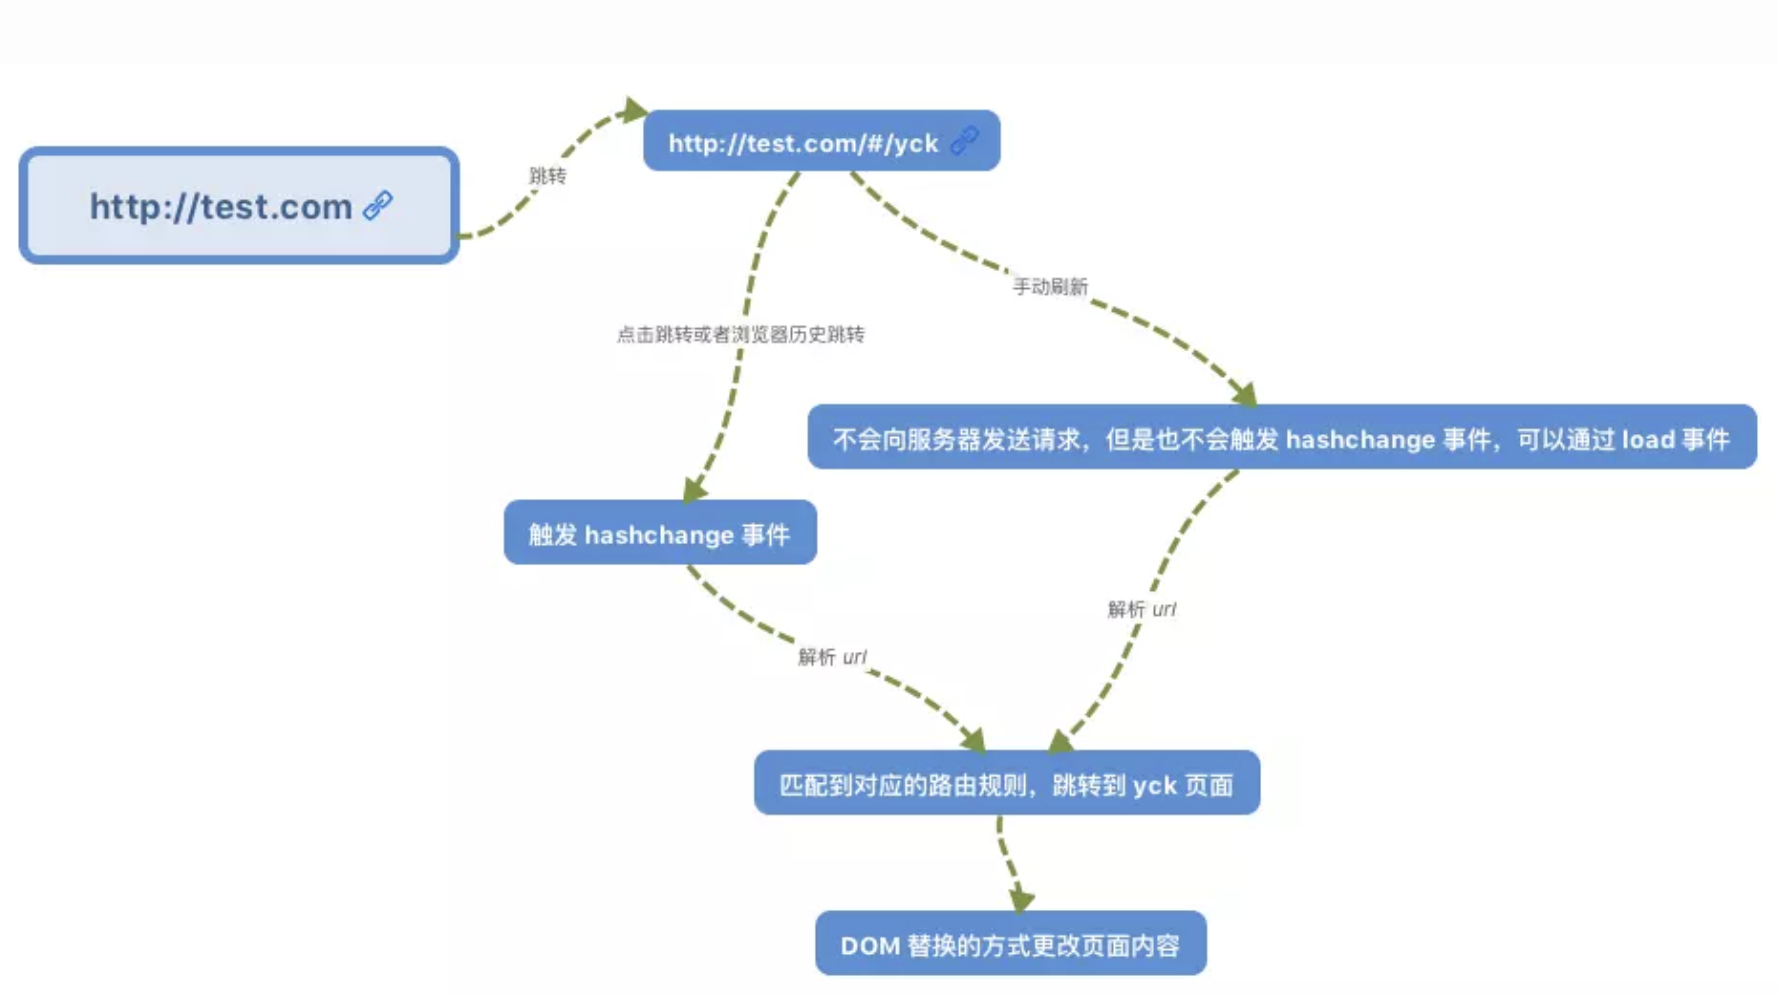 http://test.com/#/yck
跳转
http://test.com
手动刷新
点击跳转或者浏览器历史跳转
不会向服务器发送请求，但是也不会触发 hashchange 事件，可以通过 load 事件
触发 hashchange 事件
解析 url
解析 url
匹配到对应的路由规则，跳转到 yck 页面
DOM 替换的方式更改页面内容